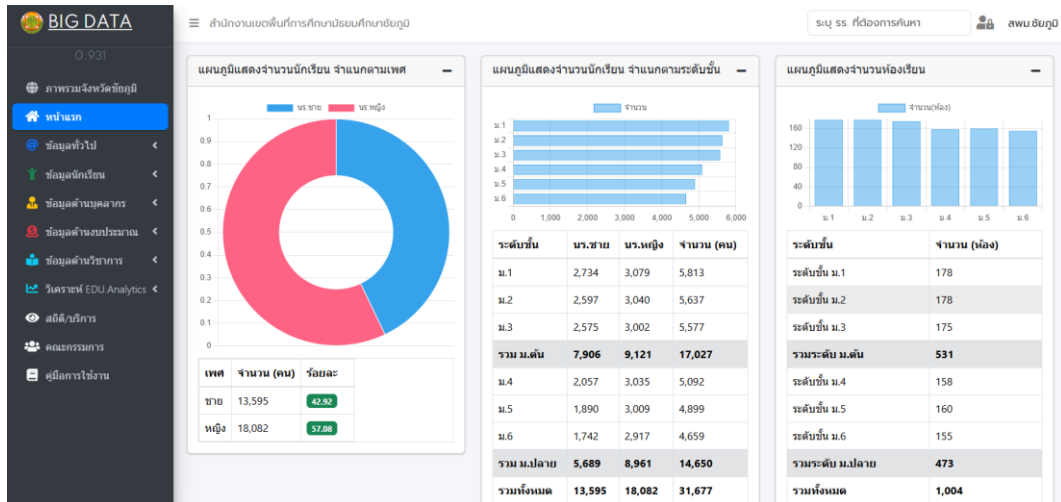 BIG DATA
0.931
ภาพรวมจังหวัดชัยภูมิ
หน้าแรก
ข้อมูลทั่วไป
ข้อมูลนักเรียน
ข้อมูลด้านบุคลากร
ข้อมูลด้านงบประมาณ
ข้อมูลด้านวิชาการ
วิเคราะห์ EDU.Analytics
สถิติ/บริการ
คณะกรรมการ
คู่มือการใช้งาน
สำนักงานเขตพื้นที่การศึกษามัธยมศึกษาชัยภูมิ
ระบุ รร. ที่ต้องการค้นหา
สพม.ชัยภูมิ
แผนภูมิแสดงจำนวนนักเรียน จำแนกตามเพศ
นร.ชาย นร.หญิง
1
0.9
0.8
0.7
0.6
0.5
0.4
0.3
0.2
0.1
0
เพศ จำนวน (คน) ร้อยละ
ชาย 13,595 42.92
หญิง 18,082 57.08
แผนภูมิแสดงจำนวนนักเรียน จำแนกตามระดับชั้น
จำนวน
ม.1
ม.2
ม.3
ม.4
ม.5
ม.6
0 1,000 2,000 3,000 4,000 5,000 6,000
ระดับชั้น นร.ชาย นร.หญิง จำนวน (คน)
ม.1 2,734 3,079 5,813
ม.2 2,597 3,040 5,637
ม.3 2,575 3,002 5,577
รวม ม.ต้น 7,906 9,121 17,027
ม.4 2,057 3,035 5,092
ม.5 1,890 3,009 4,899
ม.6 1,742 2,917 4,659
รวม ม.ปลาย 5,689 8,961 14,650
รวมทั้งหมด 13,595 18,082 31,677
แผนภูมิแสดงจำนวนห้องเรียน
จำนวน(ห้อง)
160
120
80
40
0
ม.1 ม.2 ม.3 ม.4 ม.5 ม.6
ระดับชั้น จำนวน (ห้อง)
ระดับชั้น ม.1 178
ระดับชั้น ม.2 178
ระดับชั้น ม.3 175
รวมระดับ ม.ต้น 531
ระดับชั้น ม.4 158
ระดับชั้น ม.5 160
ระดับชั้น ม.6 155
รวมระดับ ม.ปลาย 473
รวมทั้งหมด 1,004